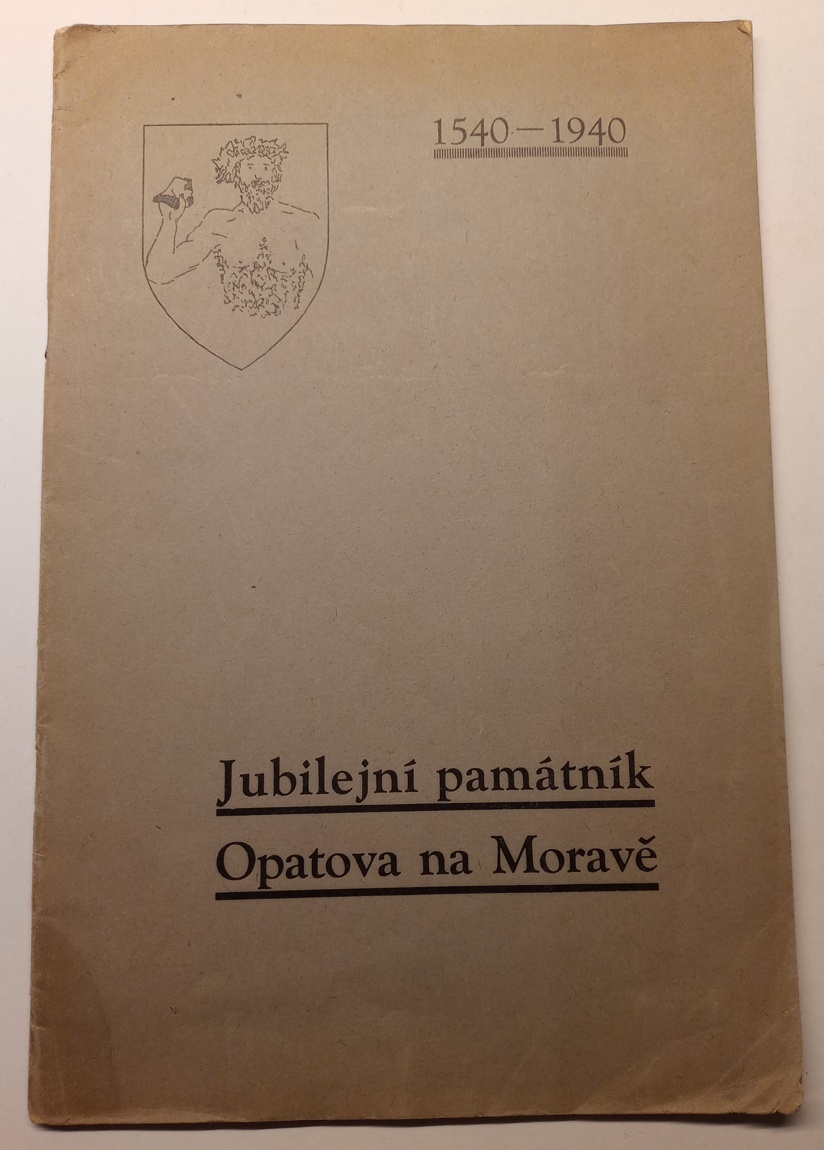 1540—1940
Jubilejní památník
Opatova na Moravě